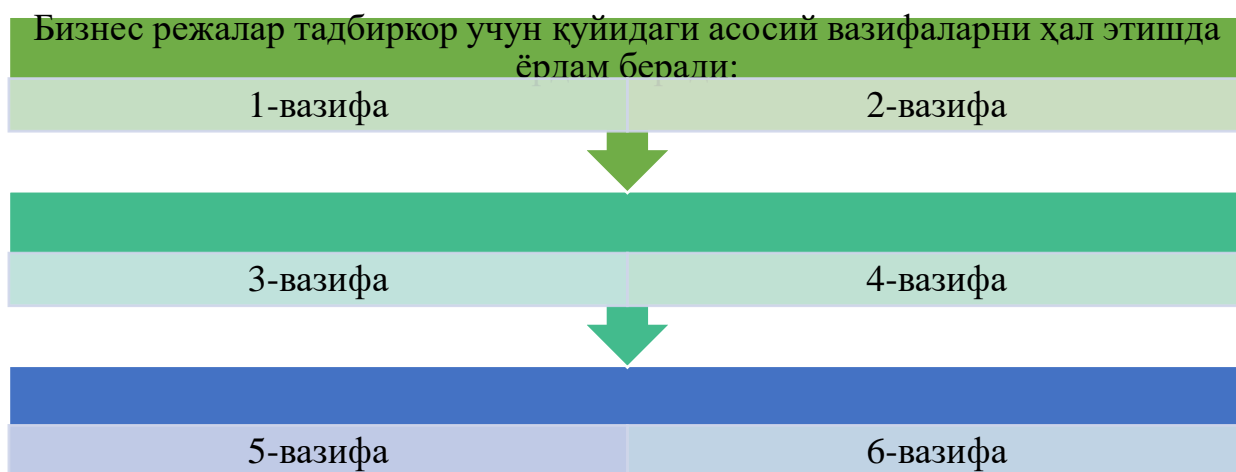 Бизнес режалар тадбиркор учун қуйидаги асосий вазифаларни ҳал этишда
ёрдам беради:
1-вазифа 2-вазифа
3-вазифа 4-вазифа
5-вазифа 6-вазифа